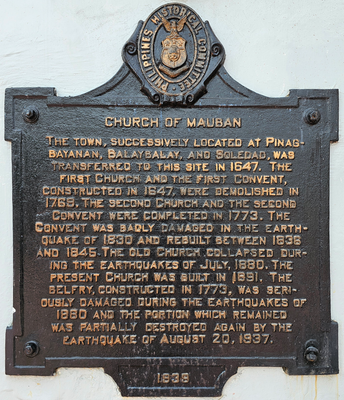 PHILIPPINES HISTORICAL COMMITTEE
CHURCH OF MAUBAN
THE TOWN, SUCCESSIVELY LOCATED AT PINAG-
BAYANAN, BALAYBALAY, AND SOLEDAD, WAS
TRANSFERRED TO THIS SITE IN 1647. THE
FIRST CHURCH AND THE FIRST CONVENT,
CONSTRUCTED IN 1647, WERE DEMOLISHED IN
1768. THE SECOND CHURCH AND THE SECOND
CONVENT WERE COMPLETED IN 1773. THE
CONVENT WAS BADLY DAMAGED IN THE EARTH-
QUAKE OF 1830 AND REBUILT BETWEEN 1836
AND 1845. THE OLD CHURCH COLLAPSED DUR-
ING THE EARTHQUAKES OF JULY, 1880. THE
PRESENT CHURCH WAS BUILT IN 1891. THE
BELFRY, CONSTRUCTED IN 1773, WAS SERI-
OUSLY DAMAGED DURING THE EARTHQUAKES OF
1880 AND THE PORTION WHICH REMAINED
WAS PARTIALLY DESTROYED AGAIN BY THE
EARTHQUAKE OF AUGUST 20, 1937.
1938